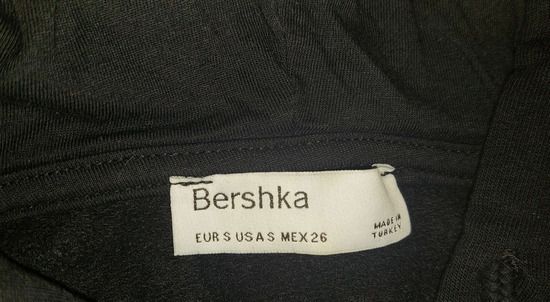 Bershka
EUR S USA S MEX 26
MADE IN
TURKEY